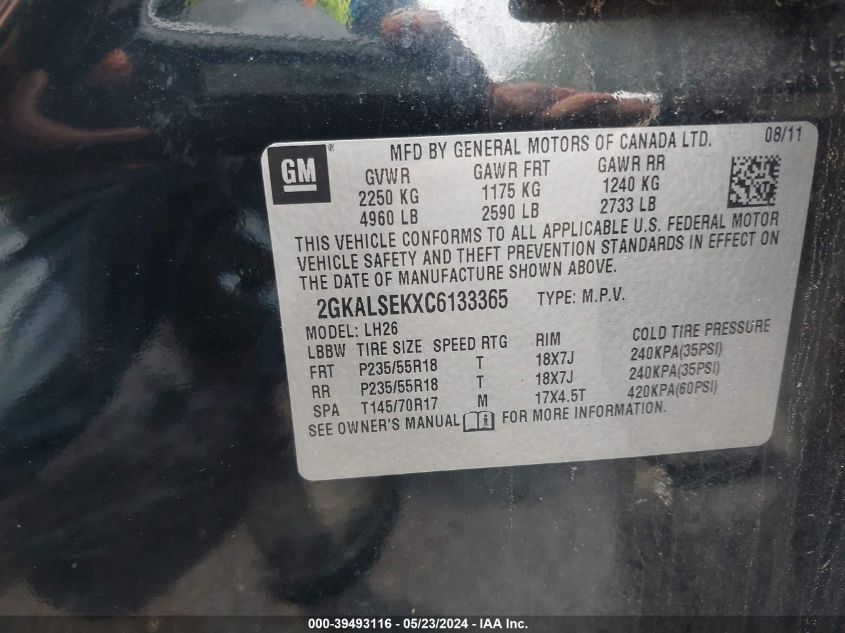 GM
MFD BY GENERAL MOTORS OF CANADA LTD. 08/11
GVWR GAWR FRT GAWR RR
2250 KG 1175 KG 1240 KG
4960 LB 2590 LB 2733 LB
THIS VEHICLE CONFORMS TO ALL APPLICABLE U.S. FEDERAL MOTOR
VEHICLE SAFETY AND THEFT PREVENTION STANDARDS IN EFFECT ON
THE DATE OF MANUFACTURE SHOWN ABOVE.
2GKALSEKXC6133365 TYPE: M.P.V.
MODEL: LH26
LBBW TIRE SIZE SPEED RTG RIM COLD TIRE PRESSURE
FRT P235/55R18 T 18X7J 240KPA(35PSI)
RR P235/55R18 T 18X7J 240KPA(35PSI)
SPA T145/70R17 M 17X4.5T 420KPA(60PSI)
SEE OWNER'S MANUAL i FOR MORE INFORMATION.
000-39493116 - 05/23/2024 - IAA Inc.